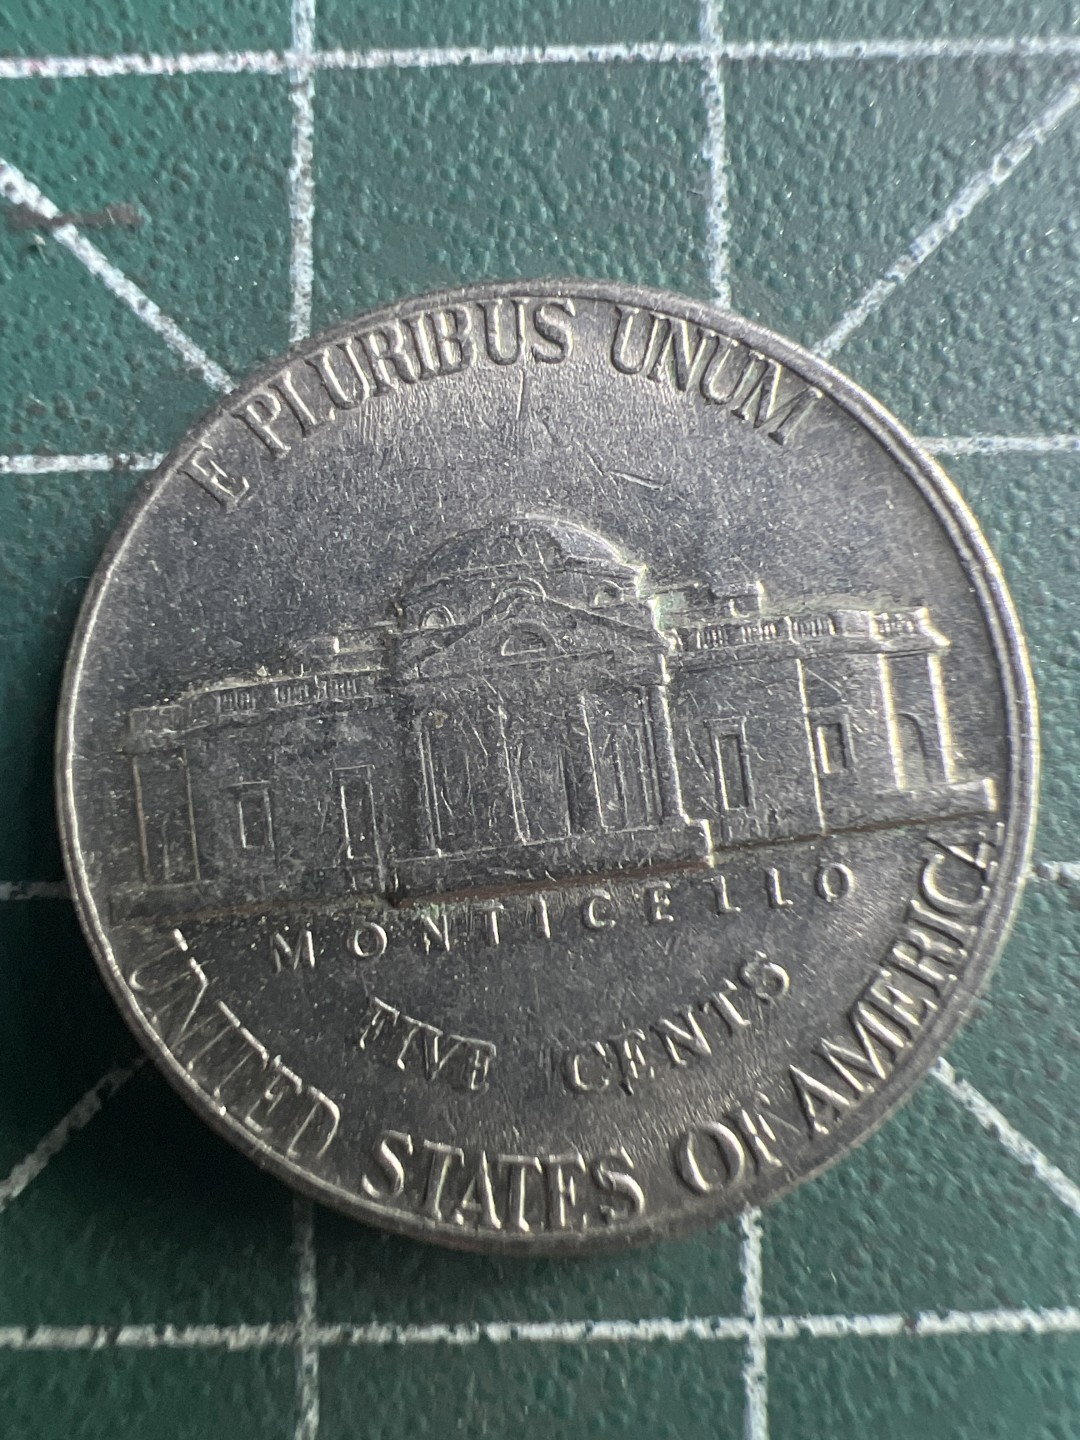 E PLURIBUS UNUM
MONTICELLO
FIVE CENTS
UNITED STATES OF AMERICA